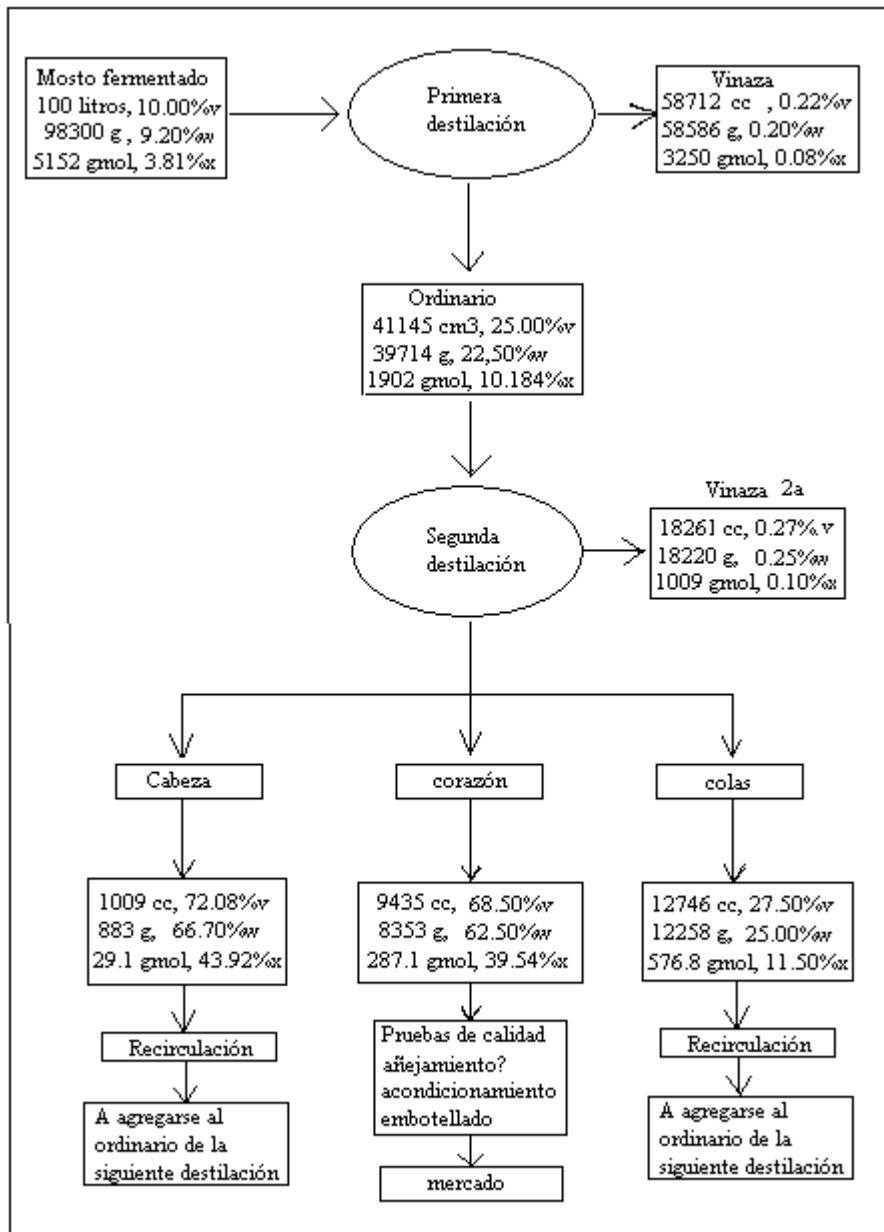 Mosto fermentado
100 litros, 10.00%v
98300 g , 9.20%w
5152 gmol, 3.81%x
Primera
destilación
Vinaza
58712 cc , 0.22%v
58586 g, 0.20%w
3250 gmol, 0.08%x
Ordinario
41145 cm3, 25.00%v
39714 g, 22,50%w
1902 gmol, 10.184%x
Segunda
destilación
Vinaza 2a
18261 cc, 0.27%.v
18220 g, 0.25%w
1009 gmol, 0.10%x
Cabeza
corazón
colas
1009 cc, 72.08%v
883 g, 66.70%w
29.1 gmol, 43.92%x
9435 cc, 68.50%v
8353 g, 62.50%w
287.1 gmol, 39.54%x
12746 cc, 27.50%v
12258 g, 25.00%w
576.8 gmol, 11.50%x
Recirculación
Pruebas de calidad
añejamiento?
acondicionamiento
embotellado
Recirculación
A agregarse al
ordinario de la
siguiente destilación
mercado
A agregarse al
ordinario de la
siguiente destilación